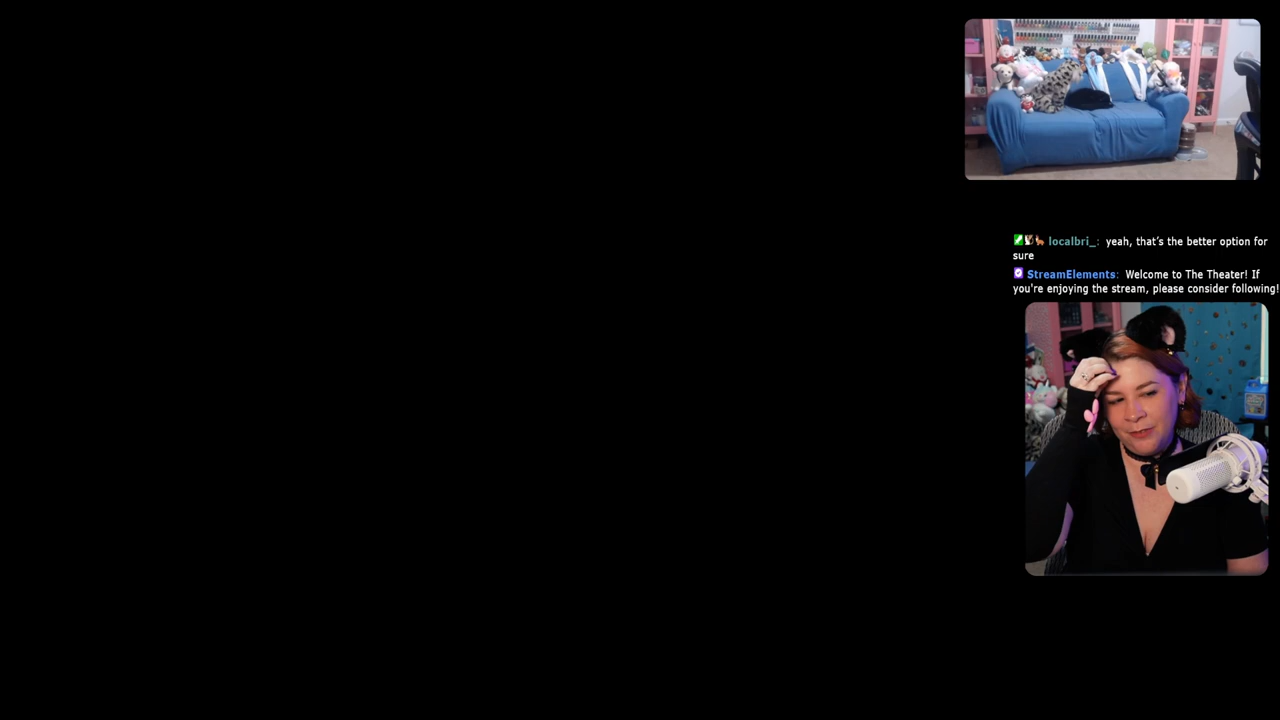 localbri_: yeah, that's the better option for
sure
StreamElements: Welcome to The Theater! If
you're enjoying the stream, please consider following!